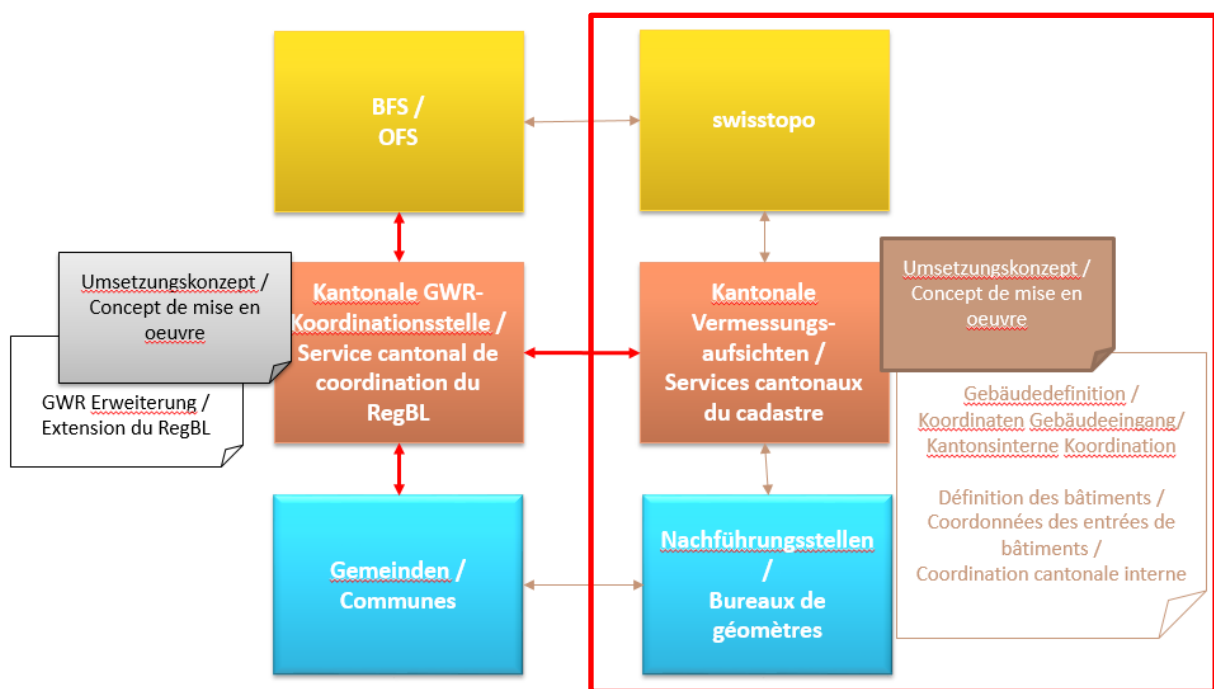 BFS /
OFS
swisstopo
Umsetzungskonzept /
Concept de mise en
oeuvre
GWR Erweiterung /
Extension du RegBL
Kantonale GWR-
Koordinationsstelle /
Service cantonal de
coordination du
RegBL
Kantonale
Vermessungs-
aufsichten /
Services cantonaux
du cadastre
Umsetzungskonzept /
Concept de mise en
oeuvre
Gebäudedefinition /
Koordinaten Gebäudeeingang/
Kantonsinterne Koordination
Définition des bâtiments /
Coordonnées des entrées de
bâtiments /
Coordination cantonale interne
Gemeinden /
Communes
Nachführungsstellen
/
Bureaux de
géomètres